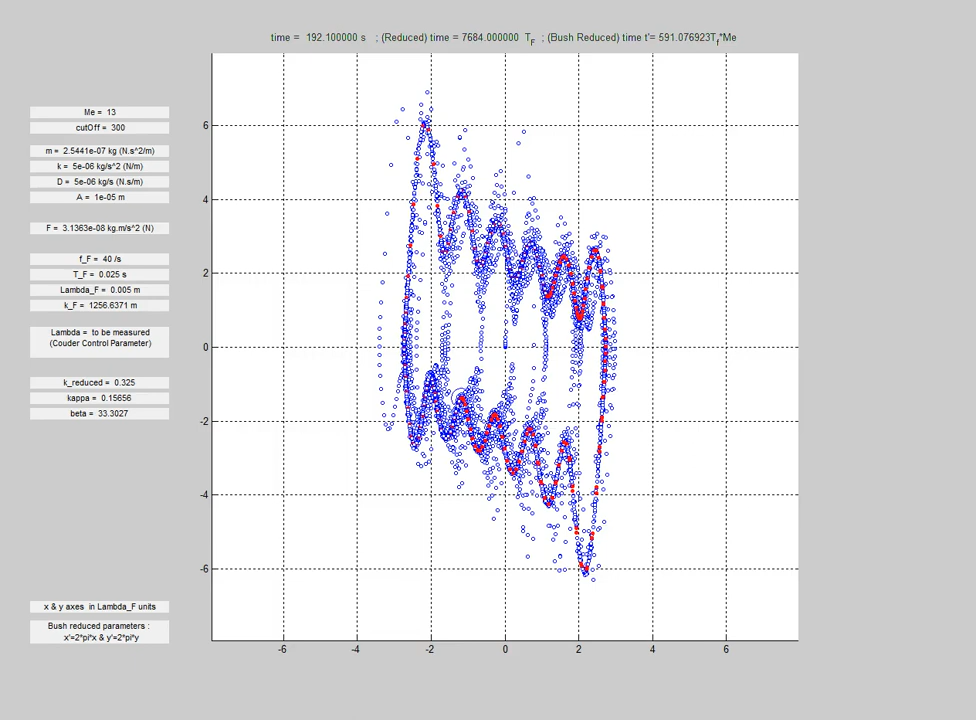 time =  192.100000 s   ; (Reduced) time = 7684.000000  T_F  ; (Bush Reduced) time t'= 591.076923T_f*Me
Me =  13
cutOff =  300
m =  2.5441e-07 kg (N.s^2/m)
k =  5e-06 kg/s^2 (N/m)
D =  5e-06 kg/s (N.s/m)
A =  1e-05 m
F =  3.1363e-08 kg.m/s^2 (N)
f_F =  40 /s
T_F =  0.025 s
Lambda_F =  0.005 m
k_F =  1256.6371 m
Lambda =  to be measured
(Couder Control Parameter)
k_reduced =  0.325
kappa =  0.15656
beta =  33.3027
x & y axes  in Lambda_F units
Bush reduced parameters :
x'=2*pi*x & y'=2*pi*y
6
4
2
0
-2
-4
-6
-6 -4 -2 0 2 4 6